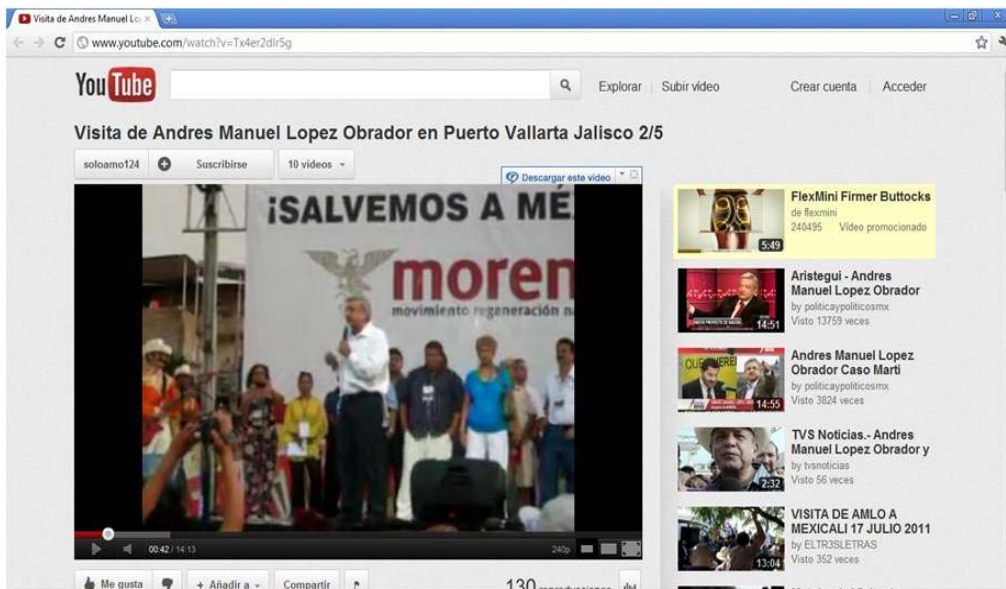 Visita de Andres Manuel Lo
www.youtube.com/watch?v=Tx4er2dIr5g
YouTube
Explorar
Subir vídeo
Crear cuenta
Acceder
Visita de Andres Manuel Lopez Obrador en Puerto Vallarta Jalisco 2/5
soloamo124
Suscribirse
10 videos
Descargar este video
¡SALVEMOS A MÉ
moren
movimiento regeneración na
00:42 / 14:13
240p
Me gusta
+ Añadir a
Compartir
130 reproducciones
FlexMini Firmer Buttocks
de flexmini
240495 Vídeo promocionado
5:49
Aristegui - Andres
Manuel Lopez Obrador
by politicaypoliticosmx
Visto 13759 veces
14:51
Andres Manuel Lopez
Obrador Caso Marti
by politicaypoliticosmx
Visto 3824 veces
14:55
TVS Noticias.- Andres
Manuel Lopez Obrador y
by tvsnoticias
Visto 56 veces
2:32
VISITA DE AMLO A
MEXICALI 17 JULIO 2011
by ELTR3SLETRAS
Visto 352 veces
13:04